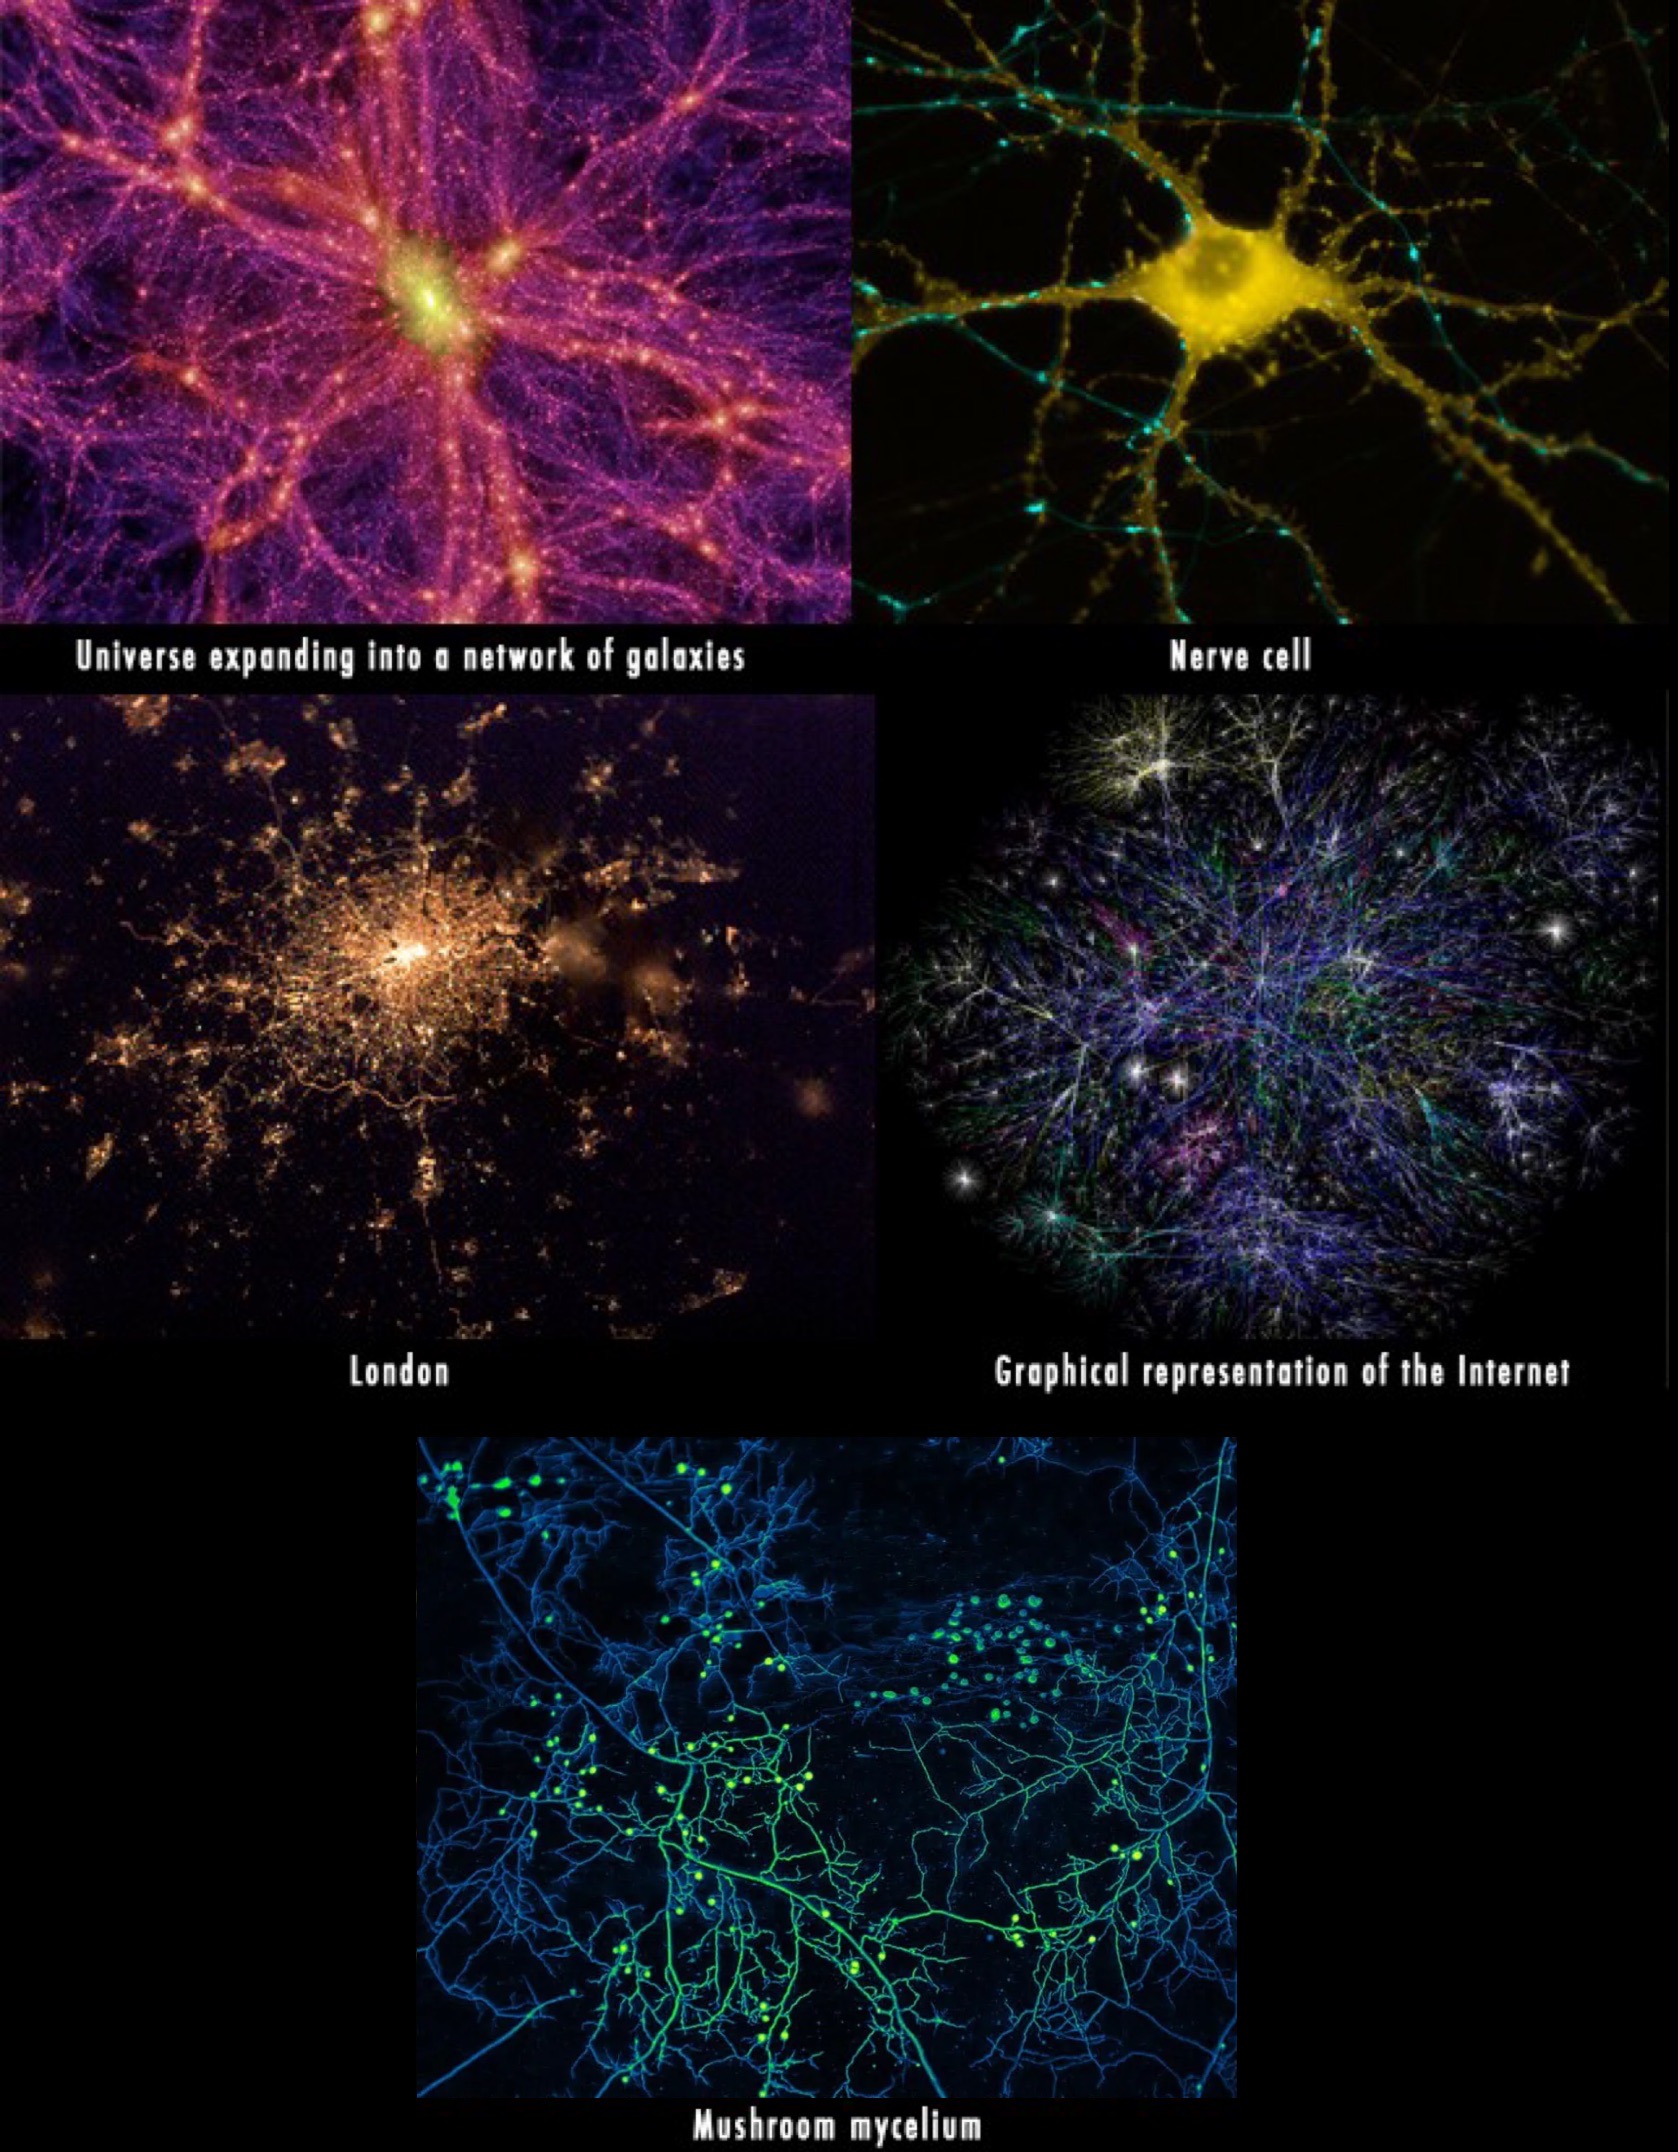 Universe expanding into a network of galaxies
Nerve cell
London
Graphical representation of the Internet
Mushroom mycelium